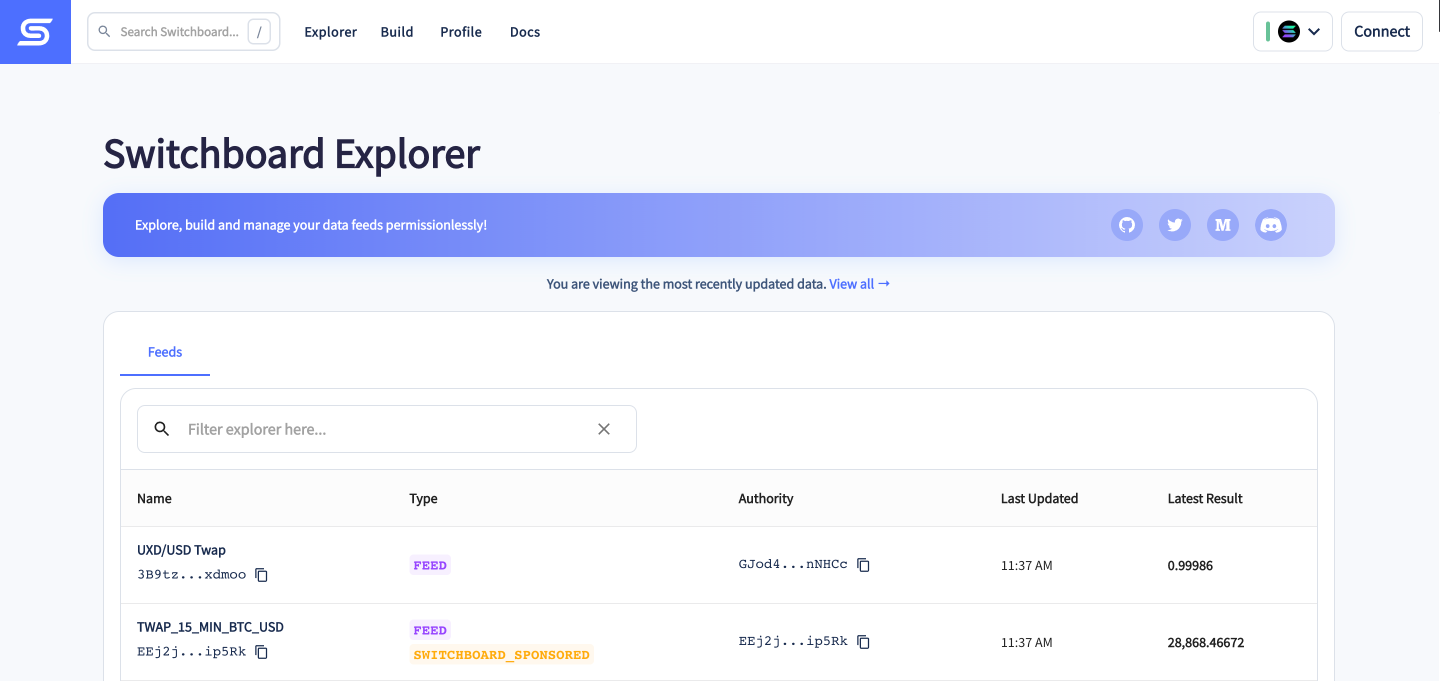 Search Switchboard... /
Explorer
Build
Profile
Docs
Connect
Switchboard Explorer
Explore, build and manage your data feeds permissionlessly!
You are viewing the most recently updated data. View all →
Feeds
Filter explorer here...
Name Type Authority Last Updated Latest Result
UXD/USD Twap
3B9tz...xdmoo
FEED
GJod4...nNHCc
11:37 AM
0.99986
TWAP_15_MIN_BTC_USD
EEj2j...ip5Rk
FEED
SWITCHBOARD_SPONSORED
EEj2j...ip5Rk
11:37 AM
28,868.46672